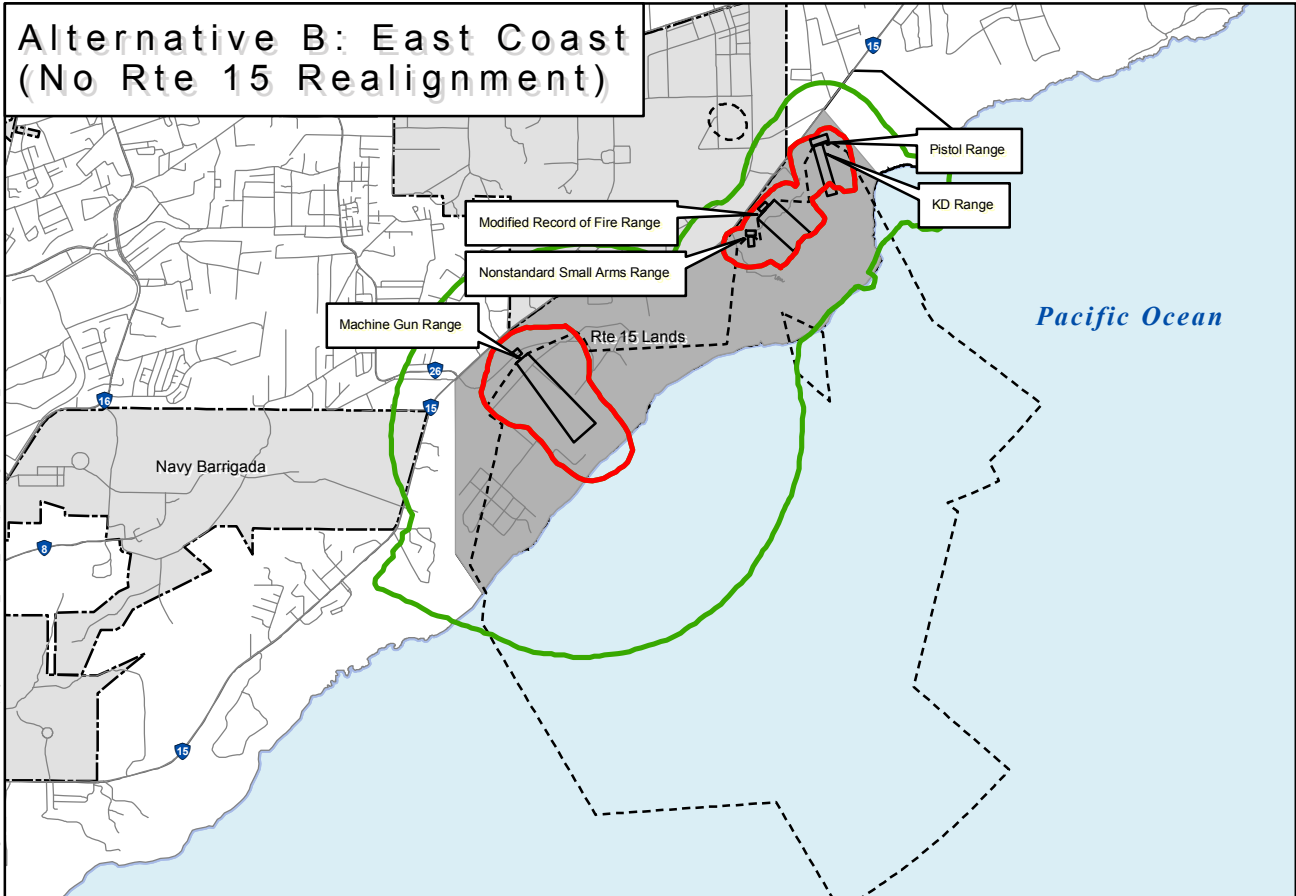 Alternative B: East Coast
(No Rte 15 Realignment)
15
Pistol Range
KD Range
Modified Record of Fire Range
Nonstandard Small Arms Range
Pacific Ocean
Machine Gun Range
Rte 15 Lands
26
16
15
Navy Barrigada
8
15